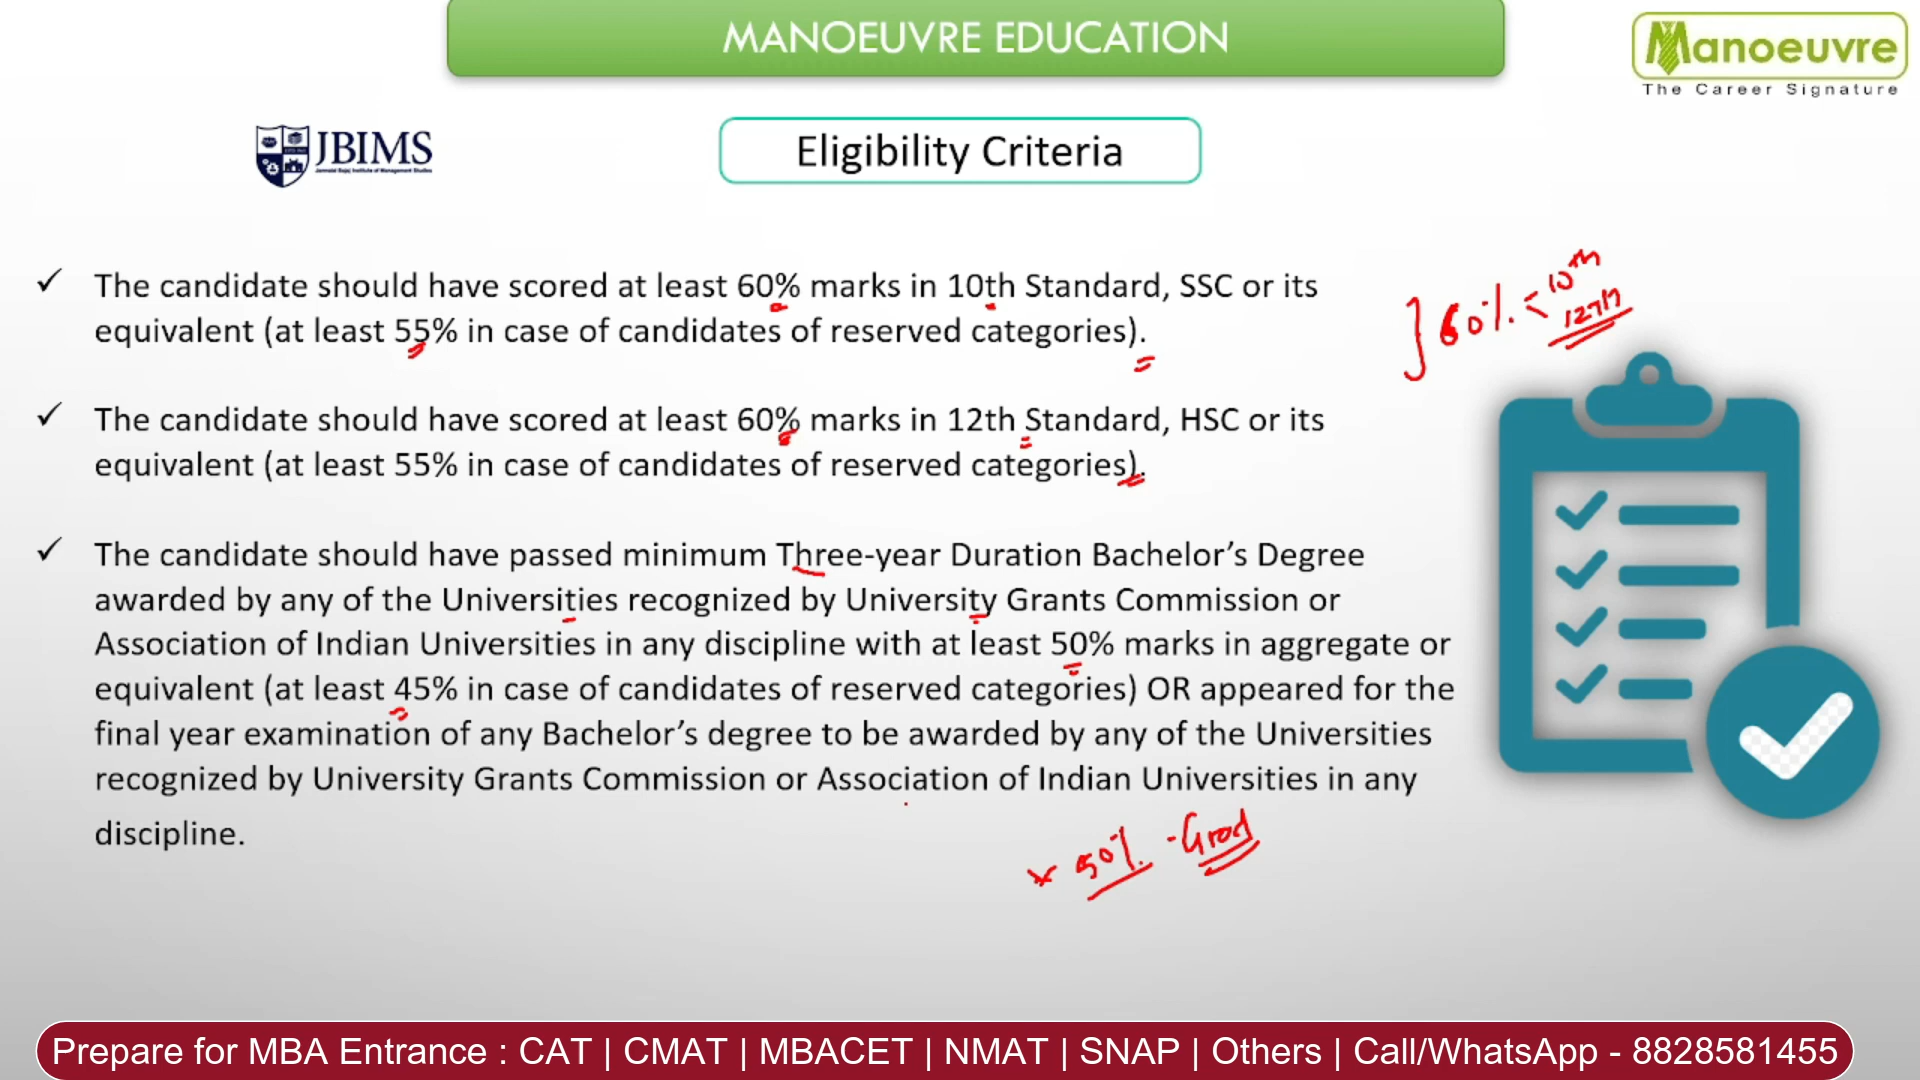 MANOEUVRE EDUCATION
Manoeuvre
The Career Signature
JBIMS
Jamnalal Bajaj Institute of Management Studies
Eligibility Criteria
The candidate should have scored at least 60% marks in 10th Standard, SSC or its
equivalent (at least 55% in case of candidates of reserved categories).
60% < 10th
12th
The candidate should have scored at least 60% marks in 12th Standard, HSC or its
equivalent (at least 55% in case of candidates of reserved categories).
The candidate should have passed minimum Three-year Duration Bachelor’s Degree
awarded by any of the Universities recognized by University Grants Commission or
Association of Indian Universities in any discipline with at least 50% marks in aggregate or
equivalent (at least 45% in case of candidates of reserved categories) OR appeared for the
final year examination of any Bachelor’s degree to be awarded by any of the Universities
recognized by University Grants Commission or Association of Indian Universities in any
discipline.
* 50% - Grad
Prepare for MBA Entrance : CAT | CMAT | MBACET | NMAT | SNAP | Others | Call/WhatsApp - 8828581455